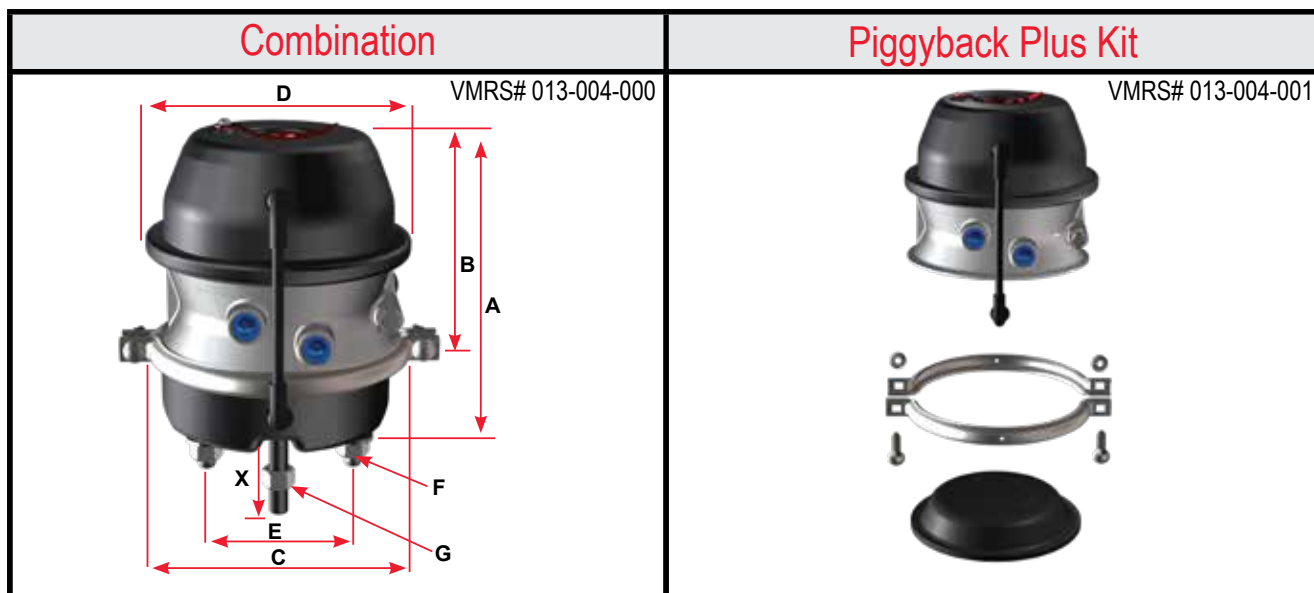 Combination
Piggyback Plus Kit
VMRS# 013-004-000
VMRS# 013-004-001
D
B
A
X
F
E
G
C